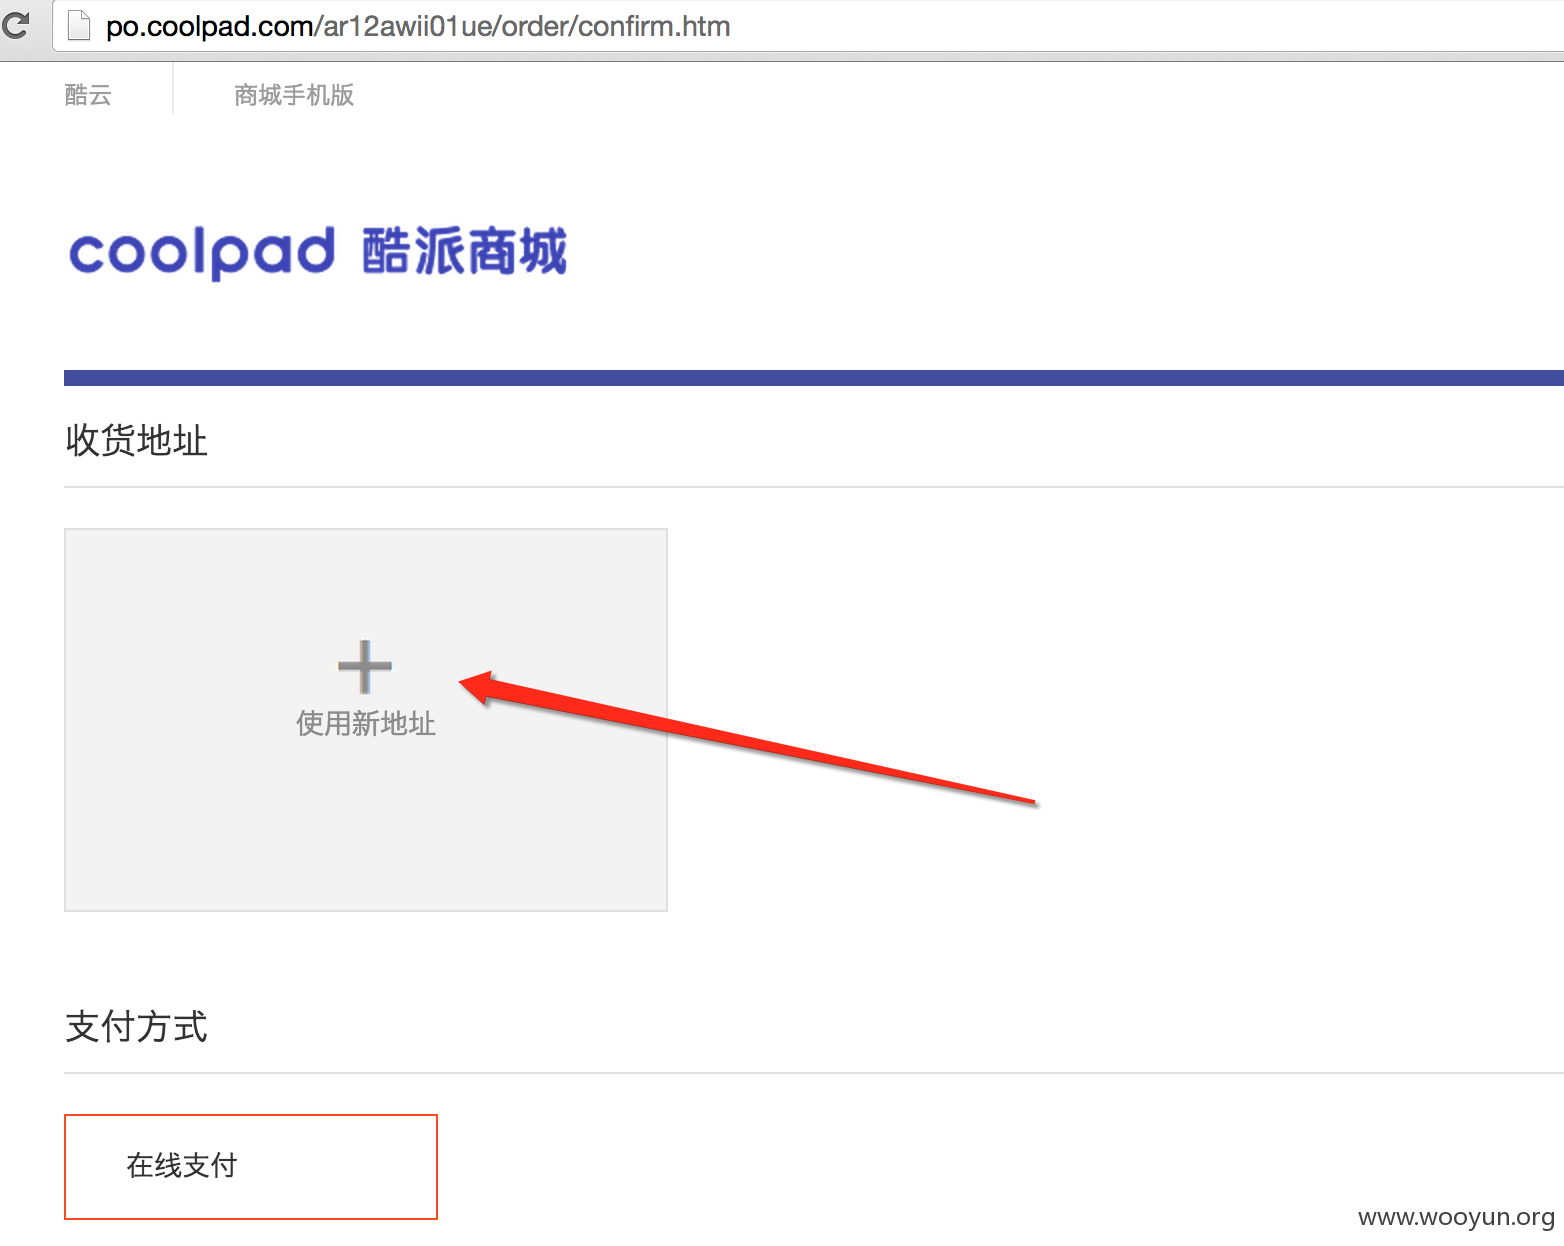 po.coolpad.com/ar12awii01ue/order/confirm.htm
酷云 商城手机版
coolpad 酷派商城
收货地址
使用新地址
支付方式
在线支付
www.wooyun.org